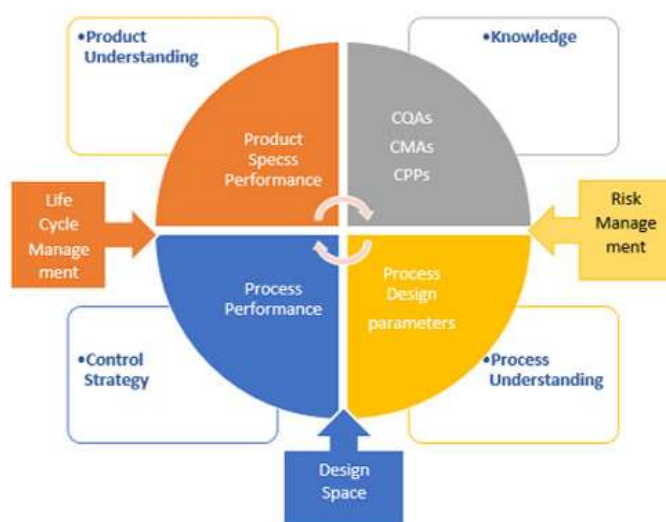 •Product
Understanding
•Knowledge
Product
Specss
Performance
CQAs
CMAs
CPPs
Life
Cycle
Manage
ment
Risk
Manage
ment
Process
Performance
Process
Design
parameters
•Control
Strategy
•Process
Understanding
Design
Space